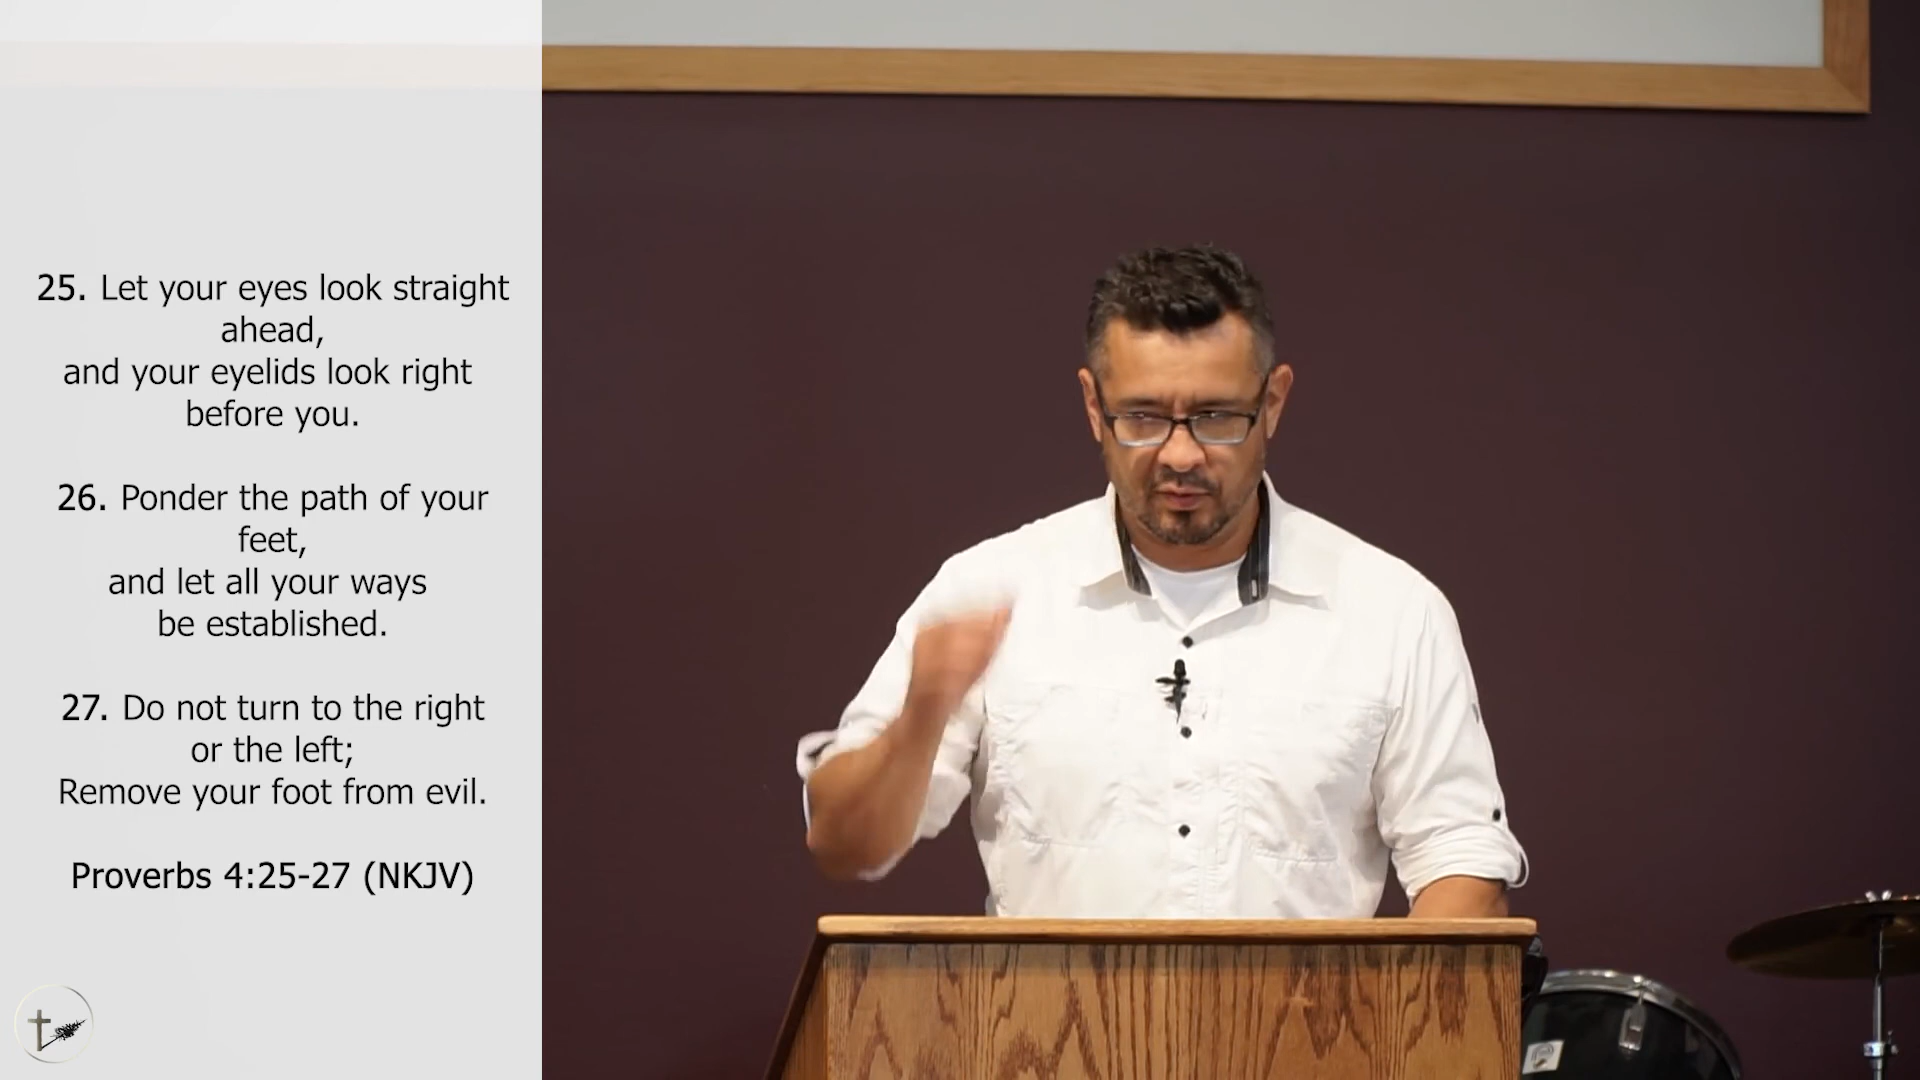 25. Let your eyes look straight
ahead,
and your eyelids look right
before you.
26. Ponder the path of your
feet,
and let all your ways
be established.
27. Do not turn to the right
or the left;
Remove your foot from evil.
Proverbs 4:25-27 (NKJV)